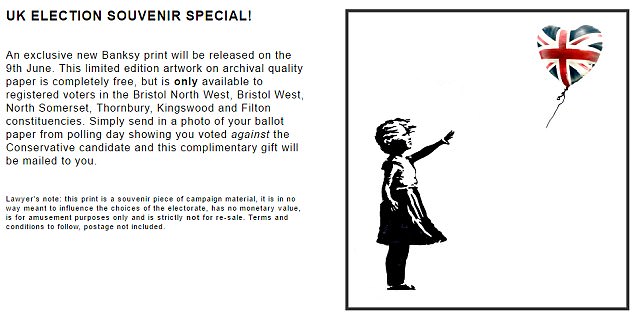 UK ELECTION SOUVENIR SPECIAL!
An exclusive new Banksy print will be released on the
9th June. This limited edition artwork on archival quality
paper is completely free, but is only available to
registered voters in the Bristol North West, Bristol West,
North Somerset, Thornbury, Kingswood and Filton
constituencies. Simply send in a photo of your ballot
paper from polling day showing you voted against the
Conservative candidate and this complimentary gift will
be mailed to you.
Lawyer's note: this print is a souvenir piece of campaign material, it is in no
way meant to influence the choices of the electorate, has no monetary value,
is for amusement purposes only and is strictly not for re-sale. Terms and
conditions to follow, postage not included.